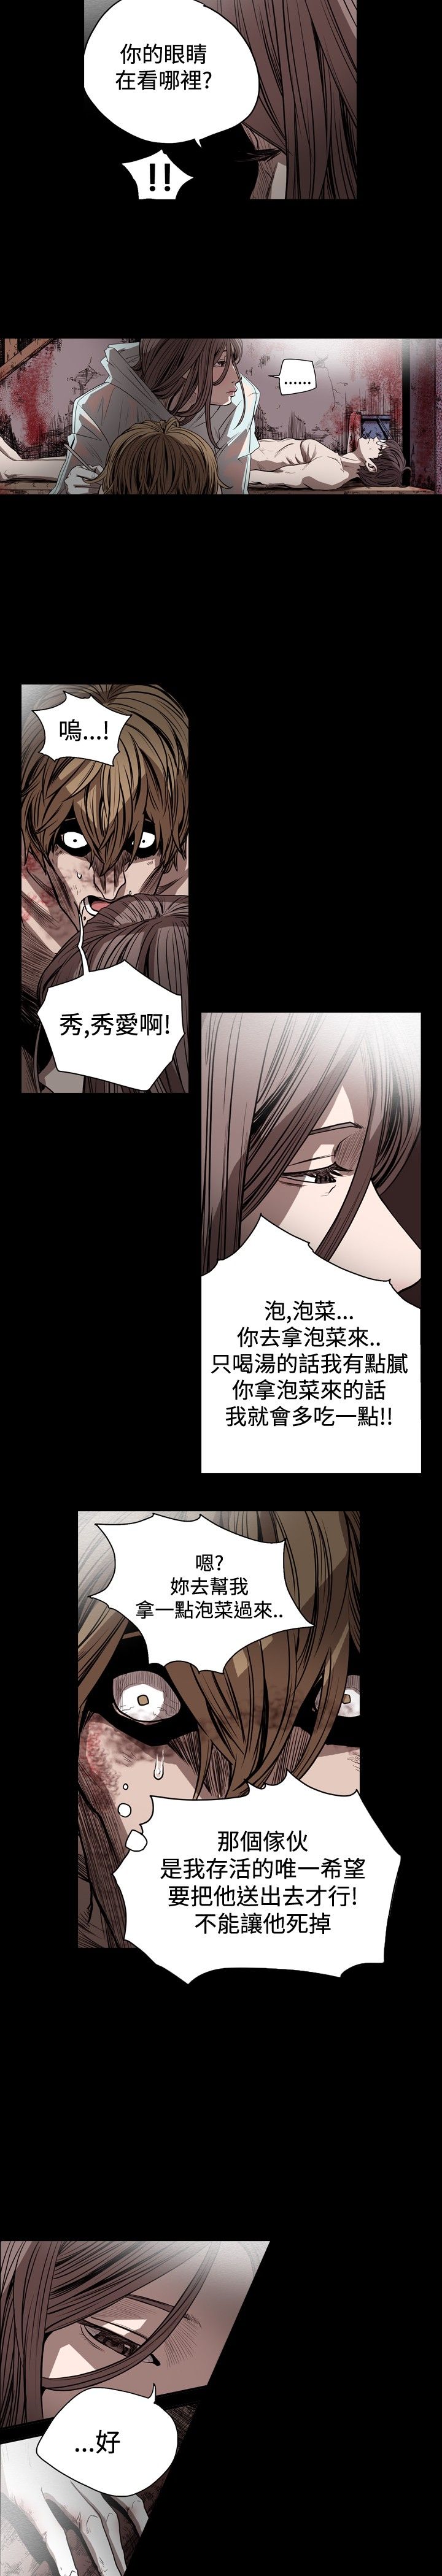 你的眼睛
在看哪裡?
!!
......
嗚...!
秀,秀愛啊!
泡,泡菜...
你去拿泡菜來..
只喝湯的話我有點膩
你拿泡菜來的話
我就會多吃一點!!
嗯?
妳去幫我
拿一點泡菜過來..
那個傢伙
是我存活的唯一希望
要把他送出去才行!
不能讓他死掉
...好